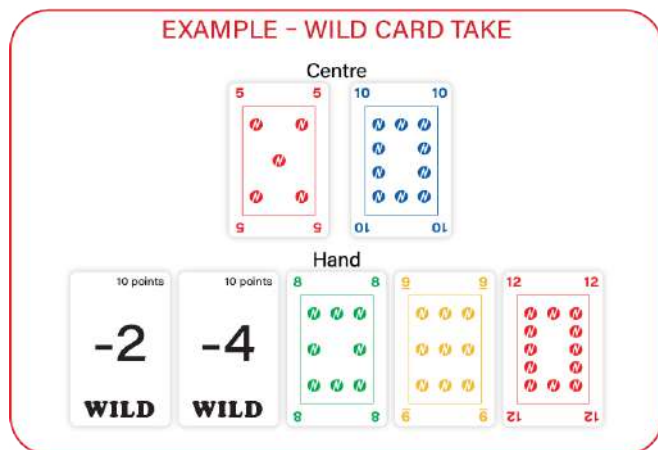 EXAMPLE – WILD CARD TAKE
Centre
5 5
5 5
10 10
10 10
Hand
10 points
-2
WILD
10 points
-4
WILD
8 8
8 8
9 9
9 9
12 12
12 12